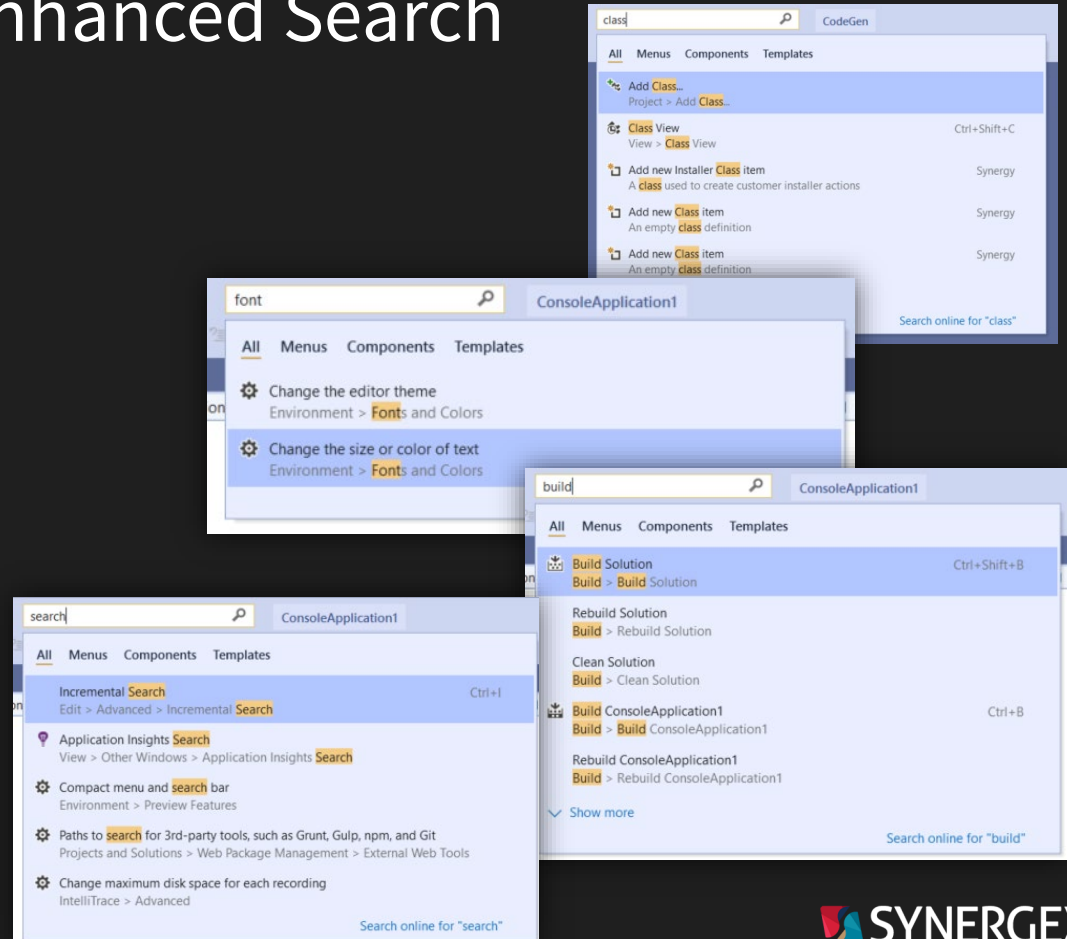 nhanced Search
class
CodeGen
All Menus Components Templates
Add Class...
Project > Add Class...
Class View Ctrl+Shift+C
View > Class View
Add new Installer Class item Synergy
A class used to create customer installer actions
Add new Class item Synergy
An empty class definition
Add new Class item Synergy
An empty class definition
Search online for "class"
font
ConsoleApplication1
All Menus Components Templates
on
Change the editor theme
Environment > Fonts and Colors
Change the size or color of text
Environment > Fonts and Colors
build
ConsoleApplication1
All Menus Components Templates
on
Build Solution Ctrl+Shift+B
Build > Build Solution
Rebuild Solution
Build > Rebuild Solution
Clean Solution
Build > Clean Solution
Build ConsoleApplication1 Ctrl+B
Build > Build ConsoleApplication1
Rebuild ConsoleApplication1
Build > Rebuild ConsoleApplication1
Show more
Search online for "build"
search
ConsoleApplication1
All Menus Components Templates
on
Incremental Search Ctrl+I
Edit > Advanced > Incremental Search
Application Insights Search
View > Other Windows > Application Insights Search
Compact menu and search bar
Environment > Preview Features
Paths to search for 3rd-party tools, such as Grunt, Gulp, npm, and Git
Projects and Solutions > Web Package Management > External Web Tools
Change maximum disk space for each recording
IntelliTrace > Advanced
Search online for "search"
SYNERGEX